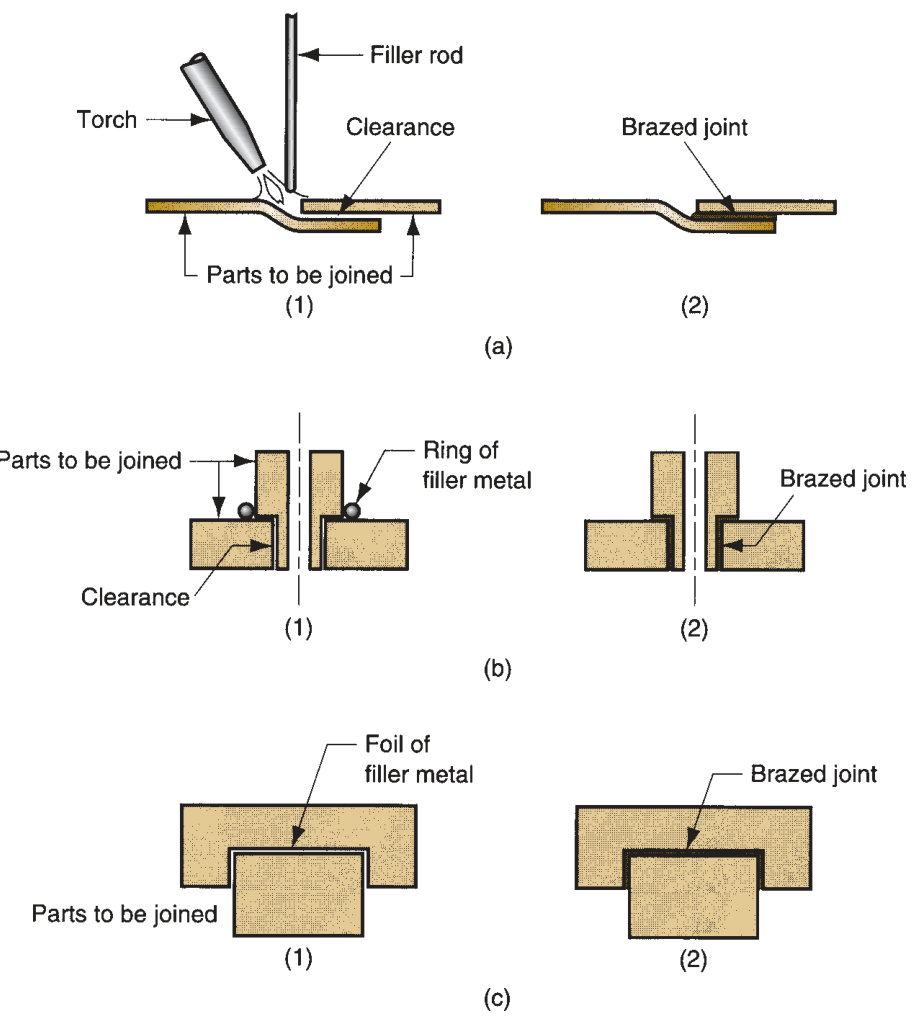 Filler rod
Torch
Clearance
Brazed joint
Parts to be joined
(1)
(2)
(a)
Parts to be joined
Ring of
filler metal
Brazed joint
Clearance
(1)
(2)
(b)
Foil of
filler metal
Brazed joint
Parts to be joined
(1)
(2)
(c)